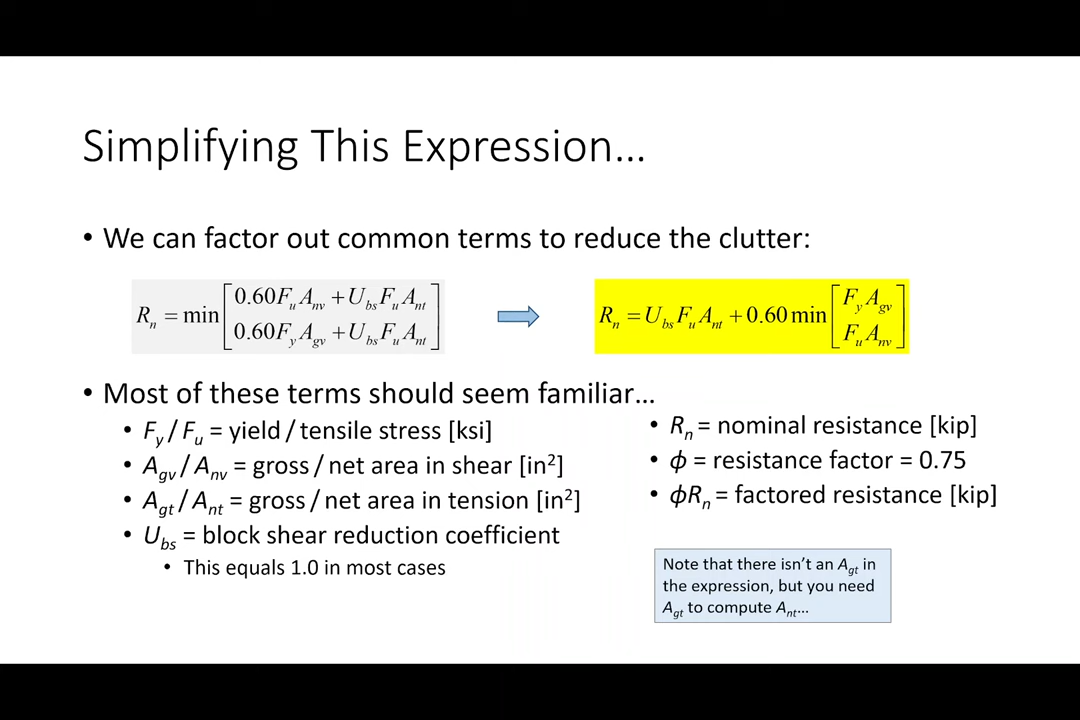 Simplifying This Expression…
• We can factor out common terms to reduce the clutter:
R_n = min [ 0.60F_u A_nv + U_bs F_u A_nt
0.60F_y A_gv + U_bs F_u A_nt ]
R_n = U_bs F_u A_nt + 0.60 min [ F_y A_gv
F_u A_nv ]
• Most of these terms should seem familiar…
• F_y / F_u = yield / tensile stress [ksi]
• A_gv / A_nv = gross / net area in shear [in²]
• A_gt / A_nt = gross / net area in tension [in²]
• U_bs = block shear reduction coefficient
• This equals 1.0 in most cases
• R_n = nominal resistance [kip]
• ϕ = resistance factor = 0.75
• ϕR_n = factored resistance [kip]
Note that there isn't an A_gt in
the expression, but you need
A_gt to compute A_nt…